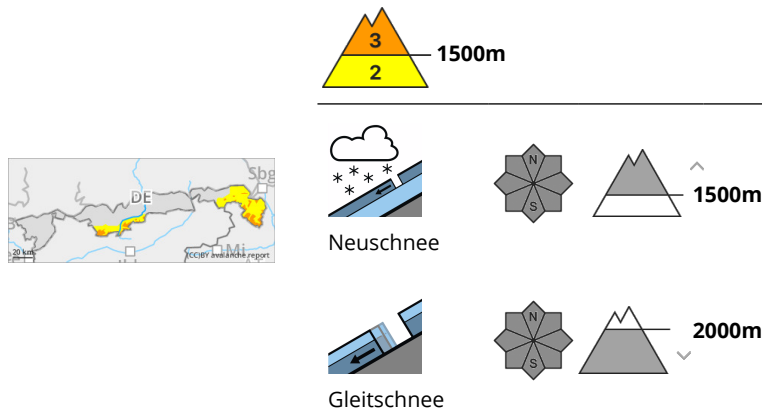 3
1500m
2
Sbg
DE
Mi
20 km
(CC)BY avalanche.report
N
S
1500m
Neuschnee
N
S
2000m
Gleitschnee